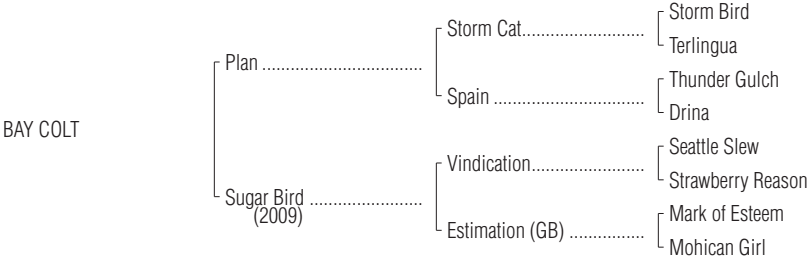 Storm Bird
Storm Cat........................
Terlingua
Plan ................................
Thunder Gulch
Spain ..............................
Drina
BAY COLT
Seattle Slew
Vindication......................
Strawberry Reason
Sugar Bird ......................
(2009)
Mark of Esteem
Estimation (GB) ...............
Mohican Girl